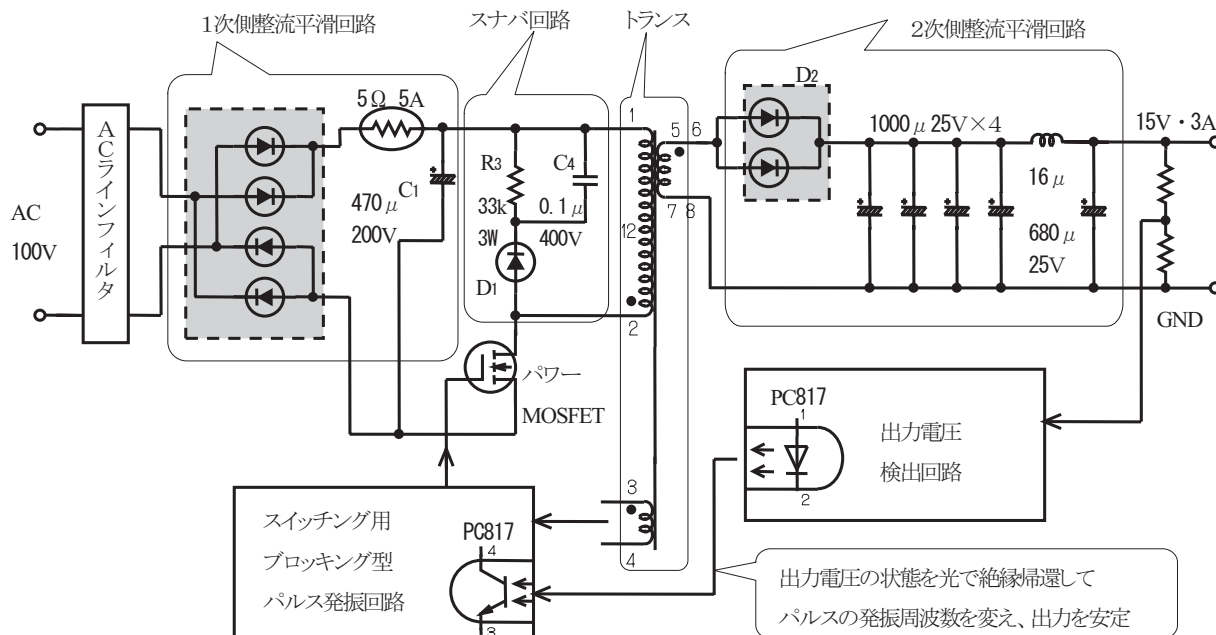 1次側整流平滑回路
スナバ回路
トランス
2次側整流平滑回路
ACラインフィルタ
AC
100V
5Ω 5A
C1
470μ
200V
R3
33k
3W
D1
C4
0.1μ
400V
1
12
2
5 6
7 8
D2
1000μ 25V×4
16μ
680μ
25V
15V・3A
GND
パワー
MOSFET
スイッチング用
ブロッキング型
パルス発振回路
PC817
4
3
3
4
PC817
1
2
出力電圧
検出回路
出力電圧の状態を光で絶縁帰還して
パルスの発振周波数を変え、出力を安定